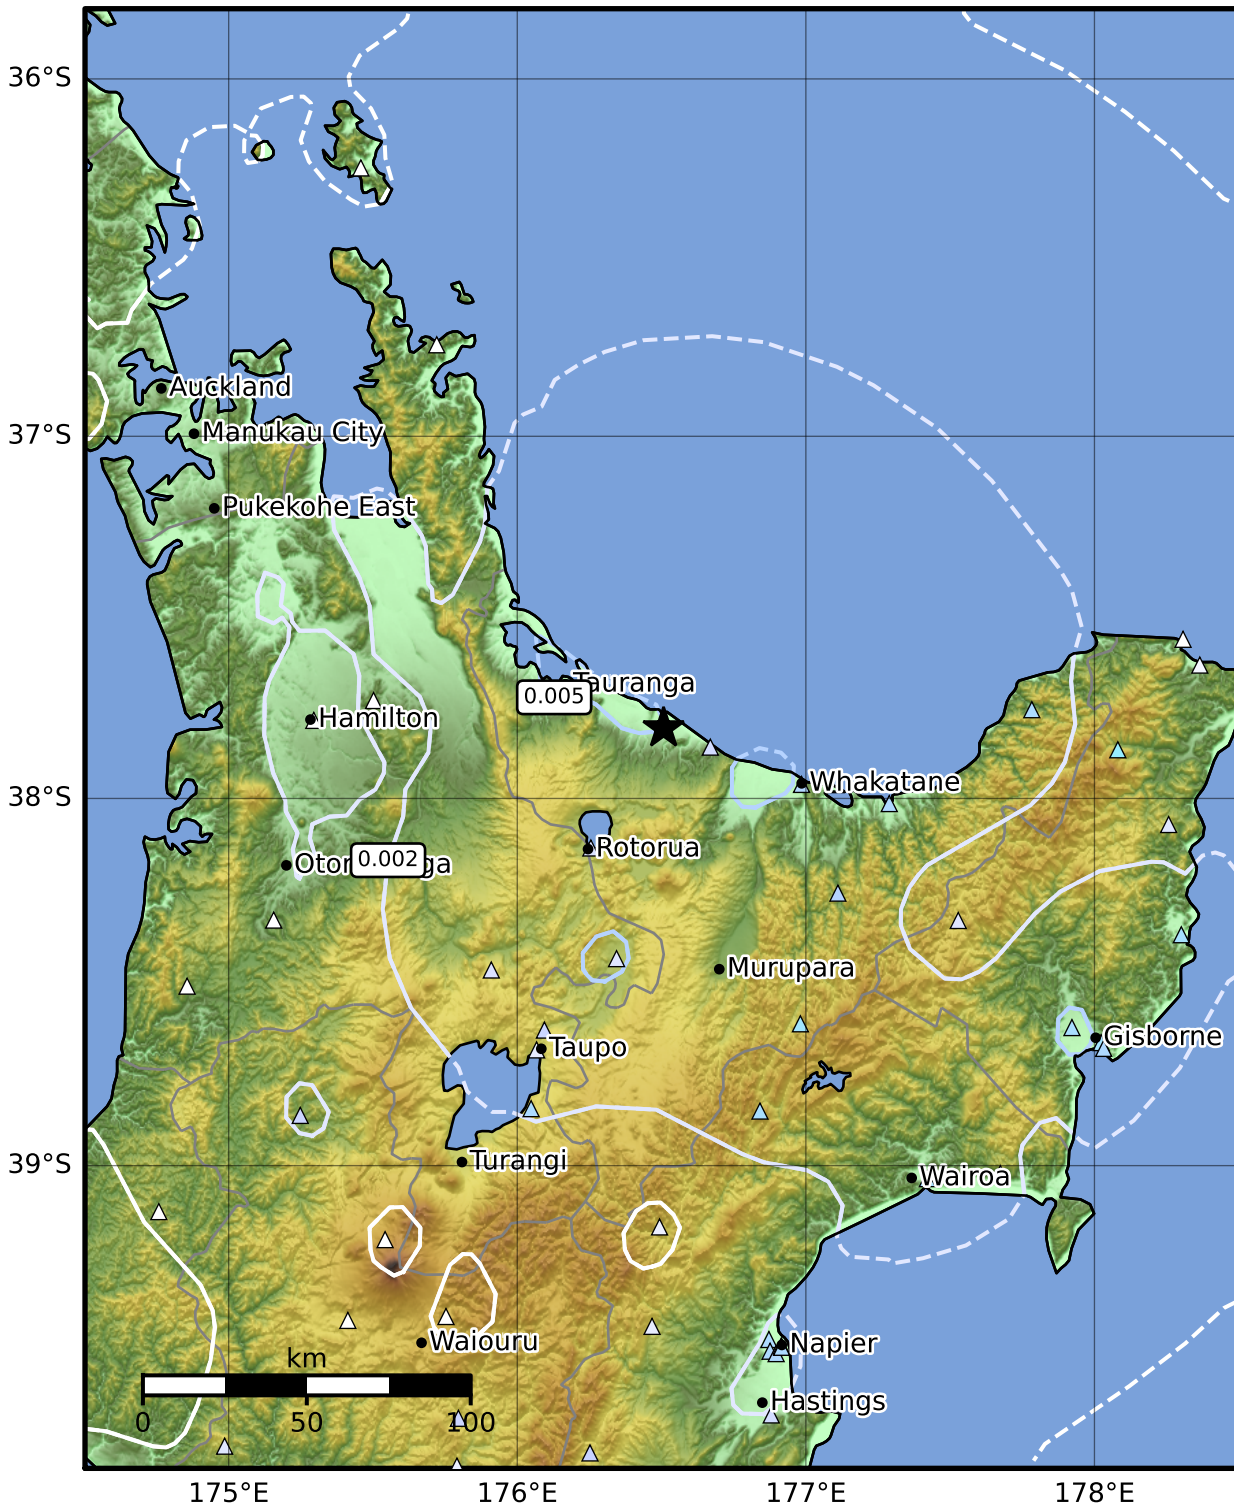 36°S
Auckland
37°S
Manukau City
Pukekohe East
Tauranga
0.005
Hamilton
Whakatane
38°S
Rotorua
0.002
Murupara
Gisborne
Taupo
39°S
Turangi
Wairoa
Waiouru
Napier
km
Hastings
0 50 100
175°E 176°E 177°E 178°E